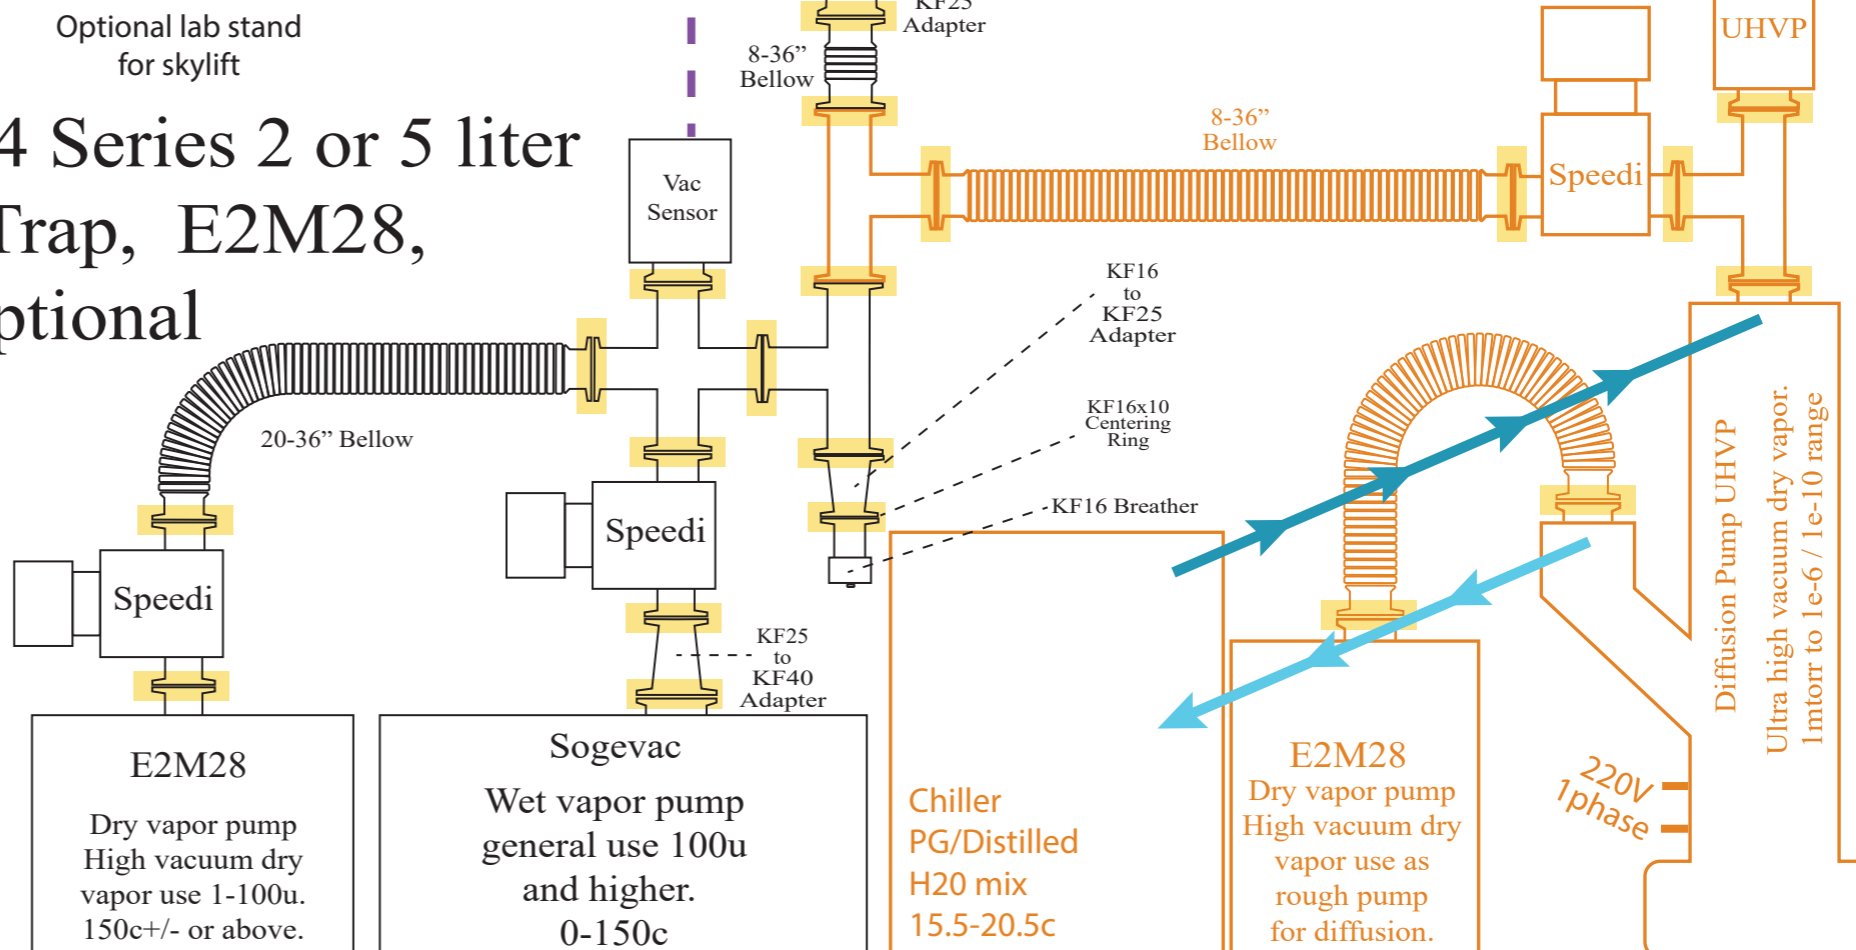 Optional lab stand
for skylift
4 Series 2 or 5 liter
Trap, E2M28,
ptional
KF25
Adapter
8-36”
Bellow
Vac
Sensor
8-36”
Bellow
UHVP
Speedi
KF16
to
KF25
Adapter
KF16x10
Centering
Ring
KF16 Breather
20-36” Bellow
Speedi
Speedi
KF25
to
KF40
Adapter
E2M28
Dry vapor pump
High vacuum dry
vapor use 1-100u.
150c+/- or above.
Sogevac
Wet vapor pump
general use 100u
and higher.
0-150c
Chiller
PG/Distilled
H20 mix
15.5-20.5c
E2M28
Dry vapor pump
High vacuum dry
vapor use as
rough pump
for diffusion.
220V
1phase
Diffusion Pump UHVP
Ultra high vacuum dry vapor.
1mtorr to 1e-6 / 1e-10 range